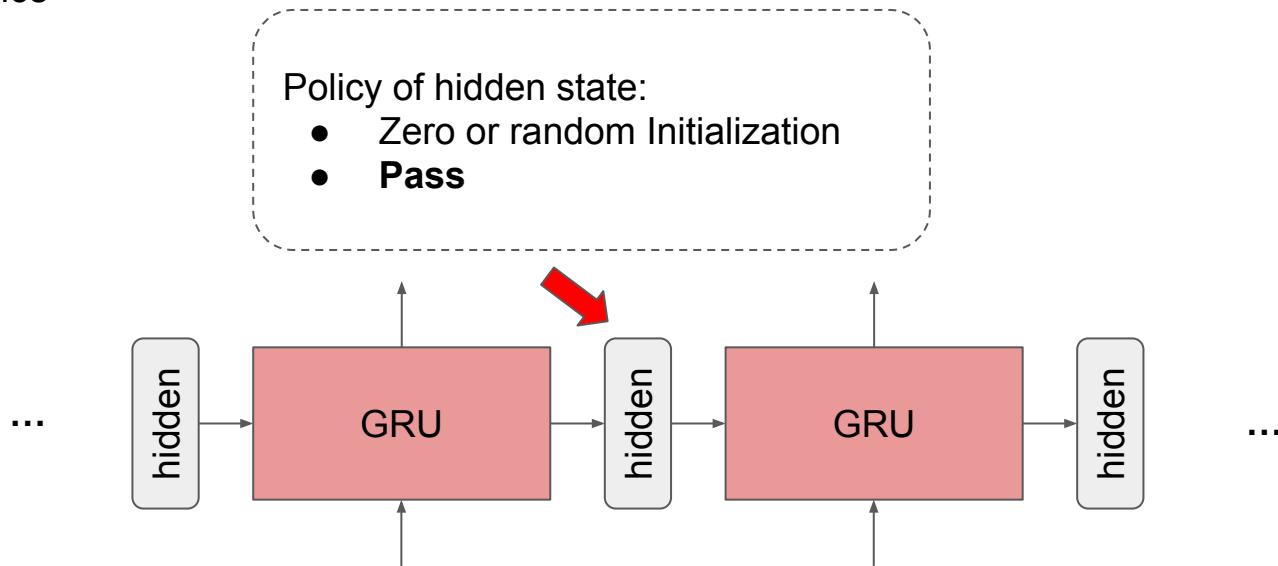 Policy of hidden state:
● Zero or random Initialization
● Pass
... hidden GRU hidden GRU hidden ...